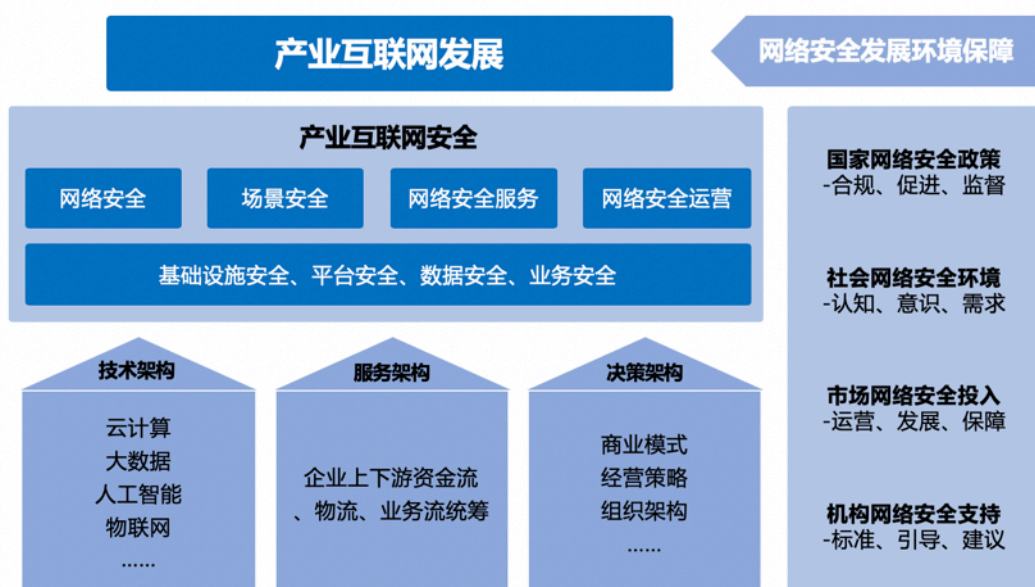 产业互联网发展
网络安全发展环境保障
产业互联网安全
网络安全
场景安全
网络安全服务
网络安全运营
基础设施安全、平台安全、数据安全、业务安全
技术架构
云计算
大数据
人工智能
物联网
......
服务架构
企业上下游资金流
、物流、业务流统筹
决策架构
商业模式
经营策略
组织架构
......
国家网络安全政策
-合规、促进、监督
社会网络安全环境
-认知、意识、需求
市场网络安全投入
-运营、发展、保障
机构网络安全支持
-标准、引导、建议